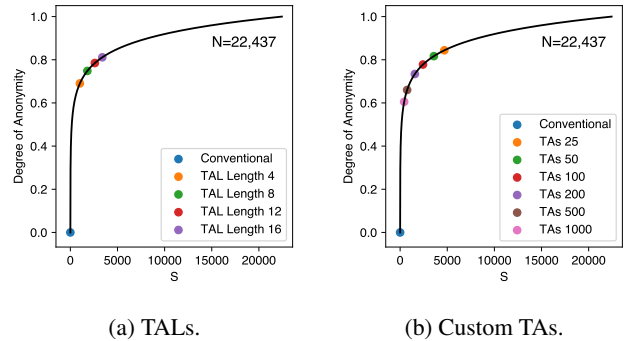 1.0
0.8
0.6
0.4
0.2
0.0
Degree of Anonymity
N=22,437
Conventional
TAL Length 4
TAL Length 8
TAL Length 12
TAL Length 16
0 5000 10000 15000 20000
S
(a) TALs.
1.0
0.8
0.6
0.4
0.2
0.0
Degree of Anonymity
N=22,437
Conventional
TAs 25
TAs 50
TAs 100
TAs 200
TAs 500
TAs 1000
0 5000 10000 15000 20000
S
(b) Custom TAs.